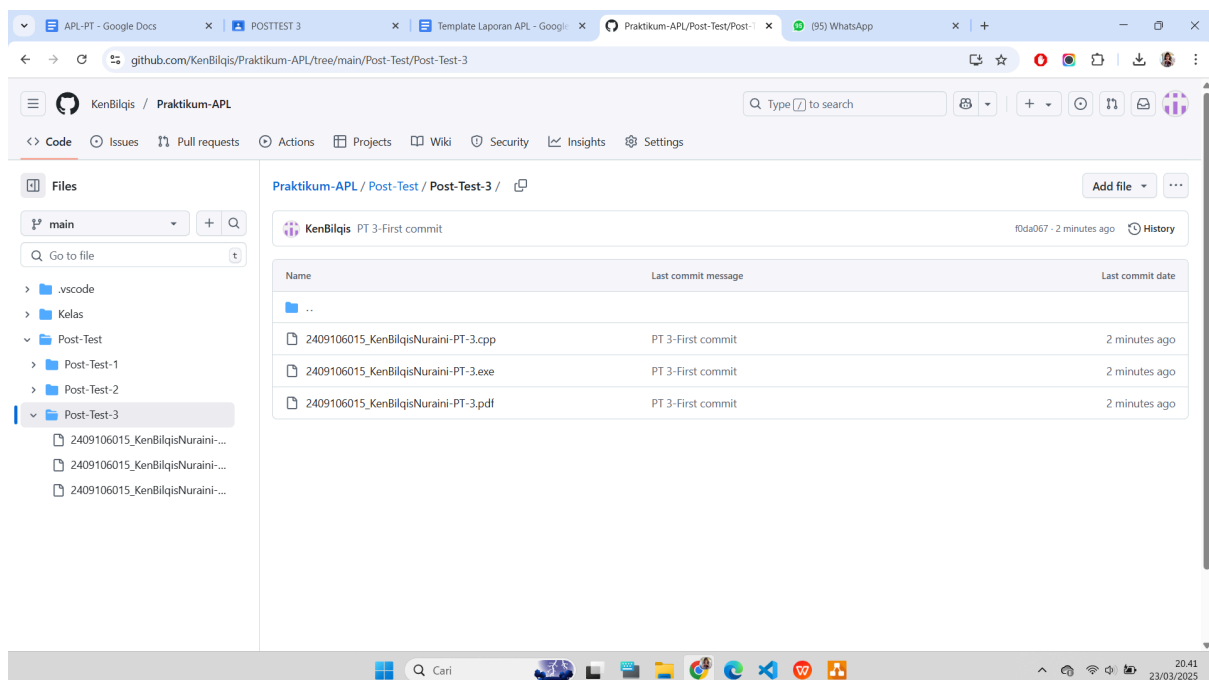 APL-PT - Google Docs
POSTTEST 3
Template Laporan APL - Google
Praktikum-APL/Post-Test/Post-T
(95) WhatsApp
github.com/KenBilqis/Praktikum-APL/tree/main/Post-Test/Post-Test-3
KenBilqis / Praktikum-APL
Type / to search
Code
Issues
Pull requests
Actions
Projects
Wiki
Security
Insights
Settings
Files
Praktikum-APL / Post-Test / Post-Test-3 /
Add file
main
KenBilqis PT 3-First commit
f0da067 · 2 minutes ago
History
Go to file
t
Name
Last commit message
Last commit date
.vscode
..
Kelas
Post-Test
2409106015_KenBilqisNuraini-PT-3.cpp
PT 3-First commit
2 minutes ago
Post-Test-1
2409106015_KenBilqisNuraini-PT-3.exe
PT 3-First commit
2 minutes ago
Post-Test-2
2409106015_KenBilqisNuraini-PT-3.pdf
PT 3-First commit
2 minutes ago
Post-Test-3
2409106015_KenBilqisNuraini-...
2409106015_KenBilqisNuraini-...
2409106015_KenBilqisNuraini-...
Cari
20.41
23/03/2025